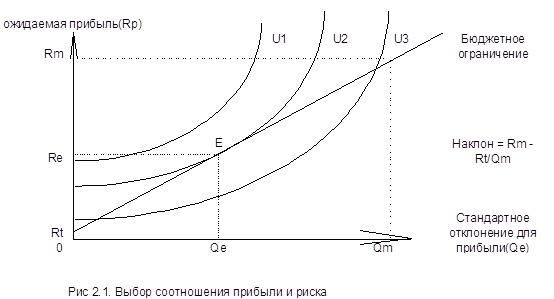 ожидаемая прибыль(Rp)
Rm
U1
U2
U3
Бюджетное
ограничение
E
Re
Наклон = Rm -
Rt/Qm
Rt
0
Qe
Qm
Стандартное
отклонение для
прибыли(Qe)
Рис 2.1. Выбор соотношения прибыли и риска